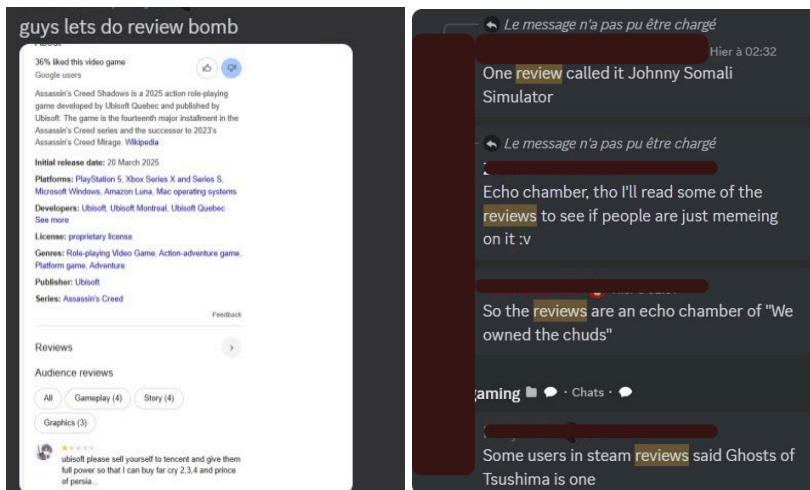 guys lets do review bomb
36% liked this video game
Google users
Assassin's Creed Shadows is a 2025 action role-playing
game developed by Ubisoft Quebec and published by
Ubisoft. The game is the fourteenth major installment in the
Assassin's Creed series and the successor to 2023's
Assassin's Creed Mirage. Wikipedia
Initial release date: 20 March 2025
Platforms: PlayStation 5, Xbox Series X and Series S,
Microsoft Windows, Amazon Luna, Mac operating systems
Developers: Ubisoft, Ubisoft Montreal, Ubisoft Quebec
See more
License: proprietary license
Genres: Role-playing Video Game, Action-adventure game,
Platform game, Adventure
Publisher: Ubisoft
Series: Assassin's Creed
Feedback
Reviews
Audience reviews
All
Gameplay (4)
Story (4)
Graphics (3)
ubisoft please sell yourself to tencent and give them
full power so that I can buy far cry 2,3,4 and prince
of persia...
Le message n'a pas pu être chargé
Hier à 02:32
One review called it Johnny Somali
Simulator
Le message n'a pas pu être chargé
Echo chamber, tho I'll read some of the
reviews to see if people are just memeing
on it :v
So the reviews are an echo chamber of "We
owned the chuds"
aming · Chats ·
Some users in steam reviews said Ghosts of
Tsushima is one